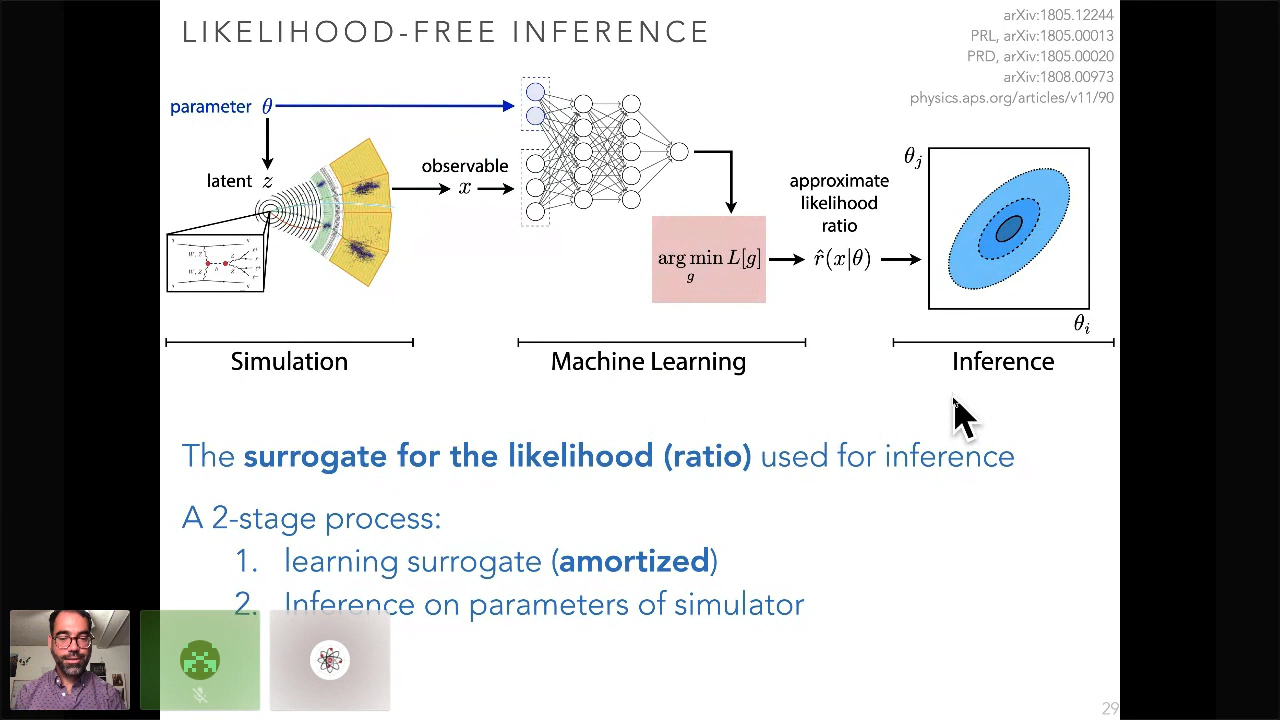 LIKELIHOOD-FREE INFERENCE
arXiv:1805.12244
PRL, arXiv:1805.00013
PRD, arXiv:1805.00020
arXiv:1808.00973
physics.aps.org/articles/v11/90
parameter θ
latent z
observable
x
arg min L[g]
g
approximate
likelihood
ratio
r̂(x|θ)
θj
θi
Simulation
Machine Learning
Inference
The surrogate for the likelihood (ratio) used for inference
A 2-stage process:
1. learning surrogate (amortized)
2. Inference on parameters of simulator
29